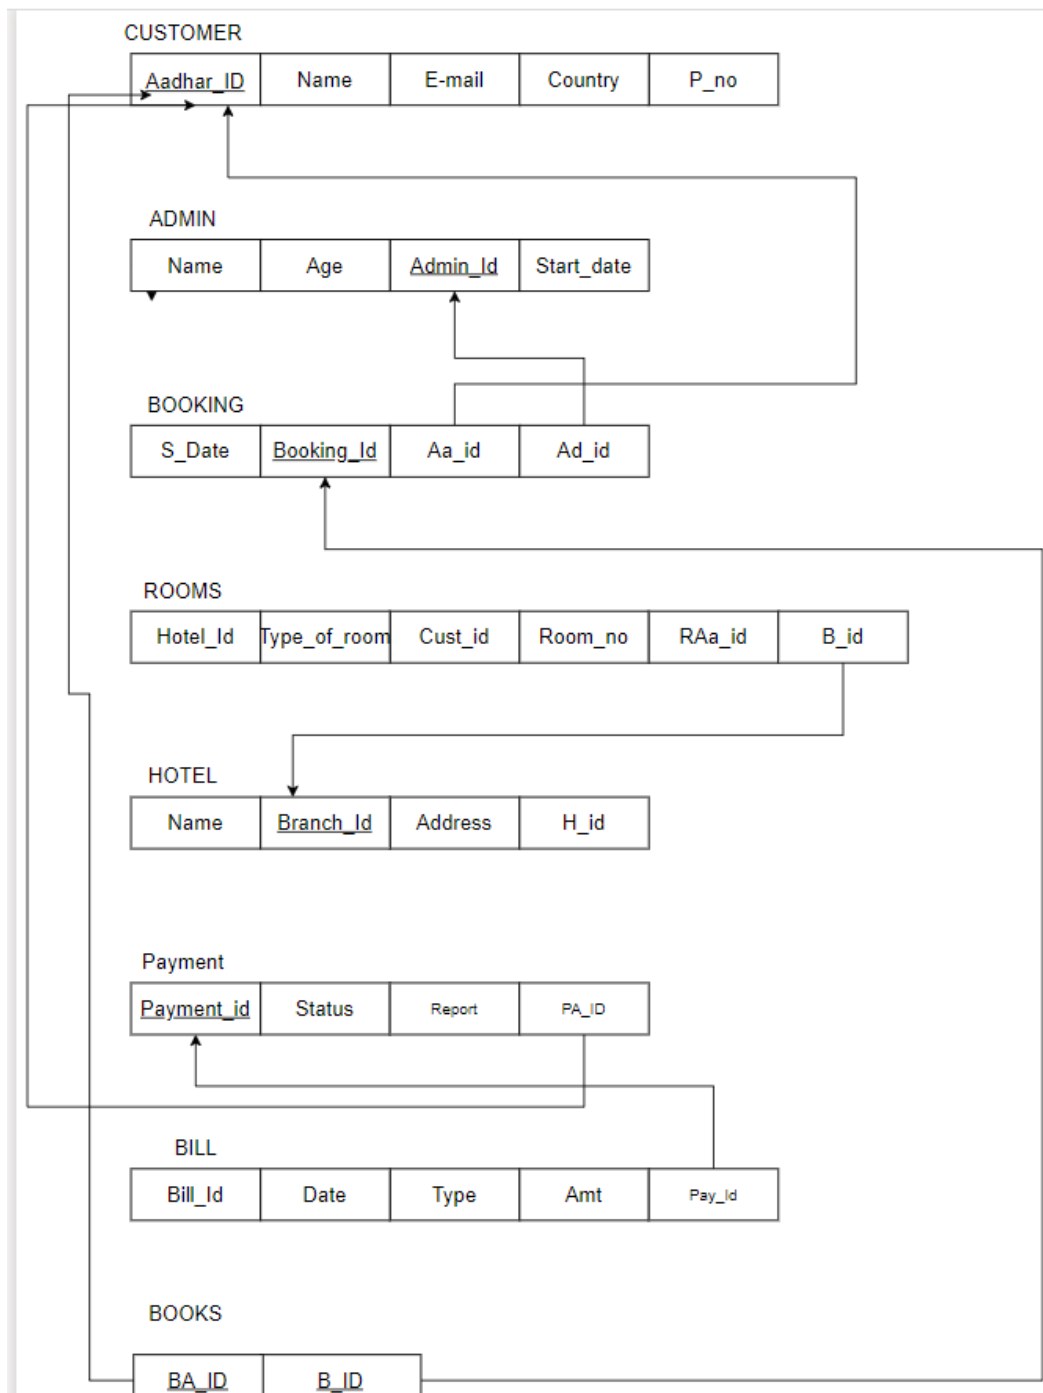 CUSTOMER
Aadhar_ID Name E-mail Country P_no
ADMIN
Name Age Admin_Id Start_date
BOOKING
S_Date Booking_Id Aa_id Ad_id
ROOMS
Hotel_Id Type_of_room Cust_id Room_no RAa_id B_id
HOTEL
Name Branch_Id Address H_id
Payment
Payment_id Status Report PA_ID
BILL
Bill_Id Date Type Amt Pay_Id
BOOKS
BA_ID B_ID